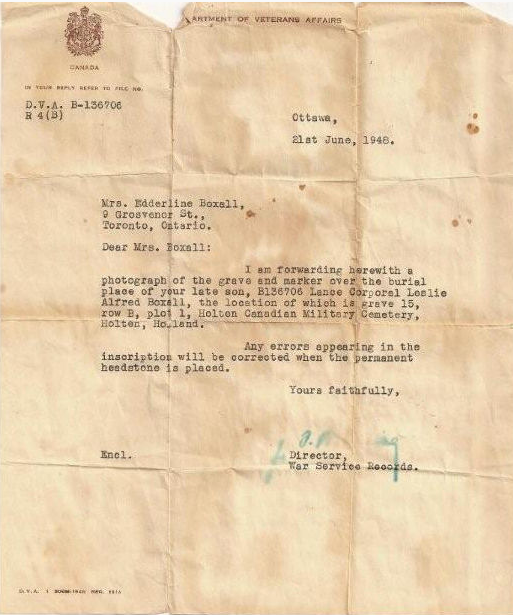 ARTMENT OF VETERANS AFFAIRS
CANADA
IN YOUR REPLY REFER TO FILE NO.
D.V.A. B-136706
R 4(B)
Ottawa,
21st June, 1948.
Mrs. Edderline Boxall,
9 Grosvenor St.,
Toronto, Ontario.
Dear Mrs. Boxall:
I am forwarding herewith a
photograph of the grave and marker over the burial
place of your late son, B136706 Lance Corporal Leslie
Alfred Boxall, the location of which is grave 15,
row B, plot 1, Holten Canadian Military Cemetery,
Holten, Holland.
Any errors appearing in the
inscription will be corrected when the permanent
headstone is placed.
Yours faithfully,
Encl.
Director,
War Service Records.
D.V.A. 1